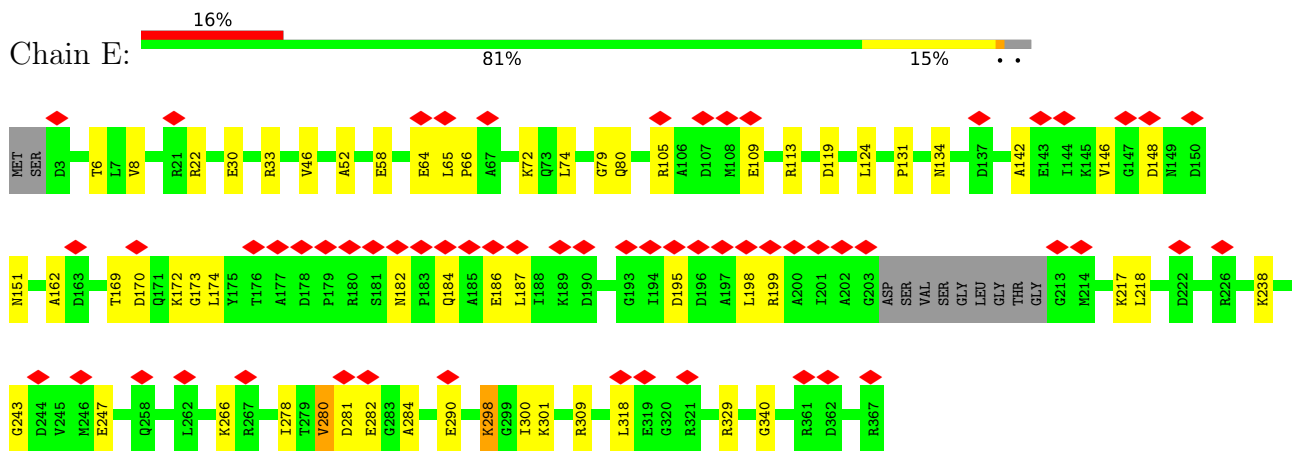 16%
Chain E:
81% 15% • •
MET SER D3 T6 L7 V8 R21 R22 E30 R33 V46 A52 E58 E64 L65 P66 A67 K72 Q73 L74 G79 Q80 R105 A106 D107 M108 E109 R113 D119 L124 P131 N134 D137 A142 E143 I144 K145 V146 G147 D148 N149 D150
N151 A162 D163 T169 D170 Q171 K172 G173 L174 Y175 T176 A177 D178 P179 R180 S181 N182 P183 Q184 A185 E186 L187 I188 K189 D190 G193 I194 D195 D196 A197 L198 R199 A200 I201 A202 G203 ASP SER VAL SER GLY LEU GLY THR GLY G213 M214 K217 L218 D222 R226 K238
G243 D244 V245 M246 E247 Q258 L262 K266 R267 I278 T279 V280 D281 E282 G283 A284 E290 K298 G299 I300 K301 R309 L318 E319 G320 R321 R329 G340 R361 D362 R367